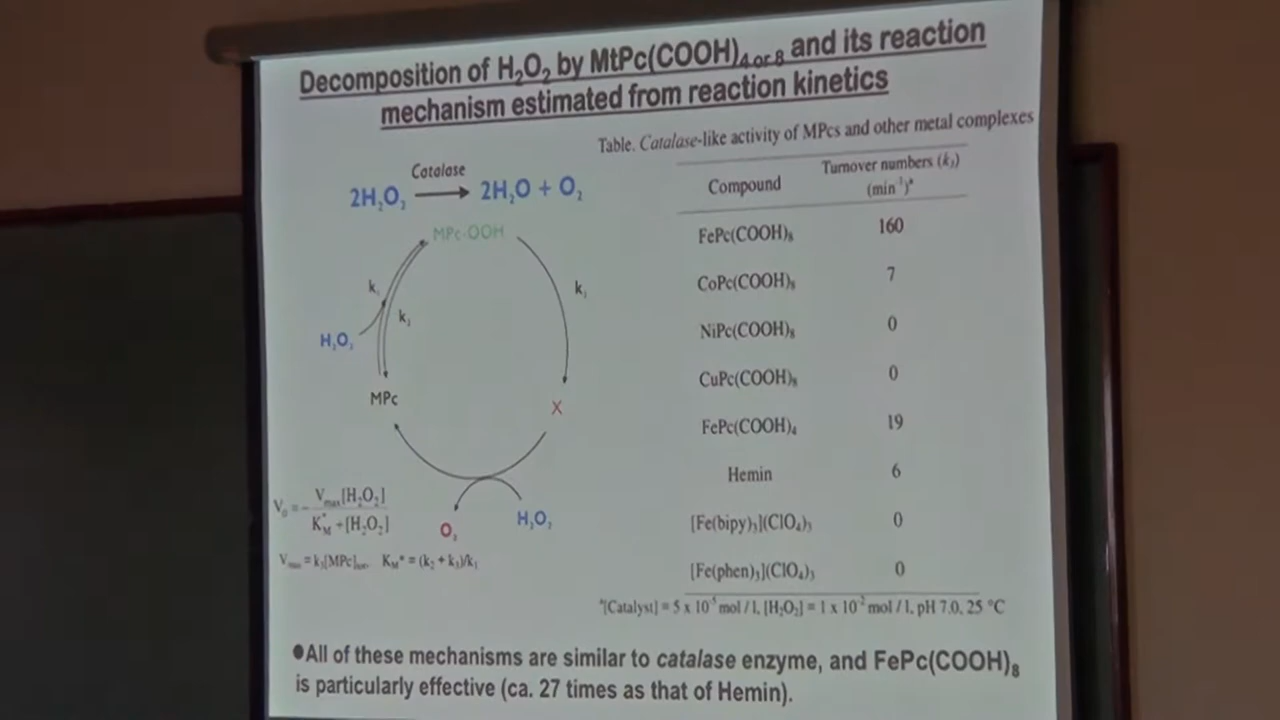 Decomposition of H₂O₂ by MtPc(COOH)₄ or ₈ and its reaction
mechanism estimated from reaction kinetics
Table. Catalase-like activity of MPcs and other metal complexes
Catalase
2H₂O₂ → 2H₂O + O₂
MPc-OOH
k₁
k₂
k₃
H₂O₂
MPc
X
O₂
H₂O₂
V₀ = - Vmax[H₂O₂]
K*M + [H₂O₂]
Vmax = k₃[MPc] KM* = (k₂ + k₃)/k₁
Compound Turnover numbers (k₃)
(min⁻¹)ᵃ
FePc(COOH)₈ 160
CoPc(COOH)₈ 7
NiPc(COOH)₈ 0
CuPc(COOH)₈ 0
FePc(COOH)₄ 19
Hemin 6
[Fe(bipy)₃](ClO₄)₃ 0
[Fe(phen)₃](ClO₄)₃ 0
[Catalyst] = 5 x 10 mol / l, [H₂O₂] = 1 x 10⁻² mol / l, pH 7.0, 25 °C
●All of these mechanisms are similar to catalase enzyme, and FePc(COOH)₈
is particularly effective (ca. 27 times as that of Hemin).